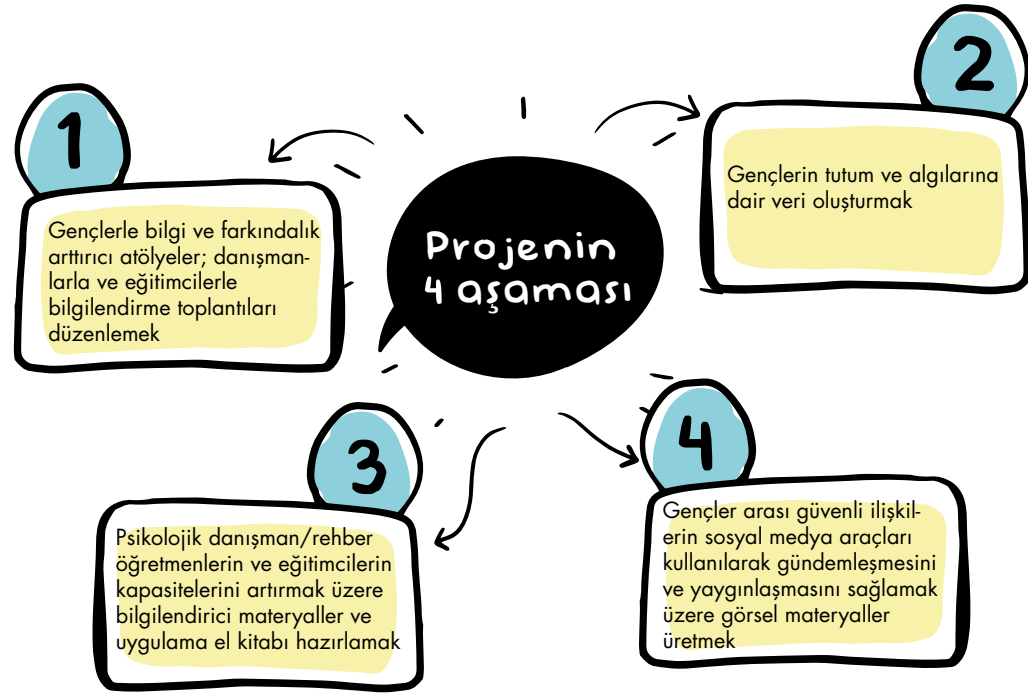 Projenin
4 aşaması
1
Gençlerle bilgi ve farkındalık
arttırıcı atölyeler; danışman-
larla ve eğitimcilerle
bilgilendirme toplantıları
düzenlemek
2
Gençlerin tutum ve algılarına
dair veri oluşturmak
3
Psikolojik danışman/rehber
öğretmenlerin ve eğitimcilerin
kapasitelerini artırmak üzere
bilgilendirici materyaller ve
uygulama el kitabı hazırlamak
4
Gençler arası güvenli ilişkil-
erin sosyal medya araçları
kullanılarak gündemleşmesini
ve yaygınlaşmasını sağlamak
üzere görsel materyaller
üretmek